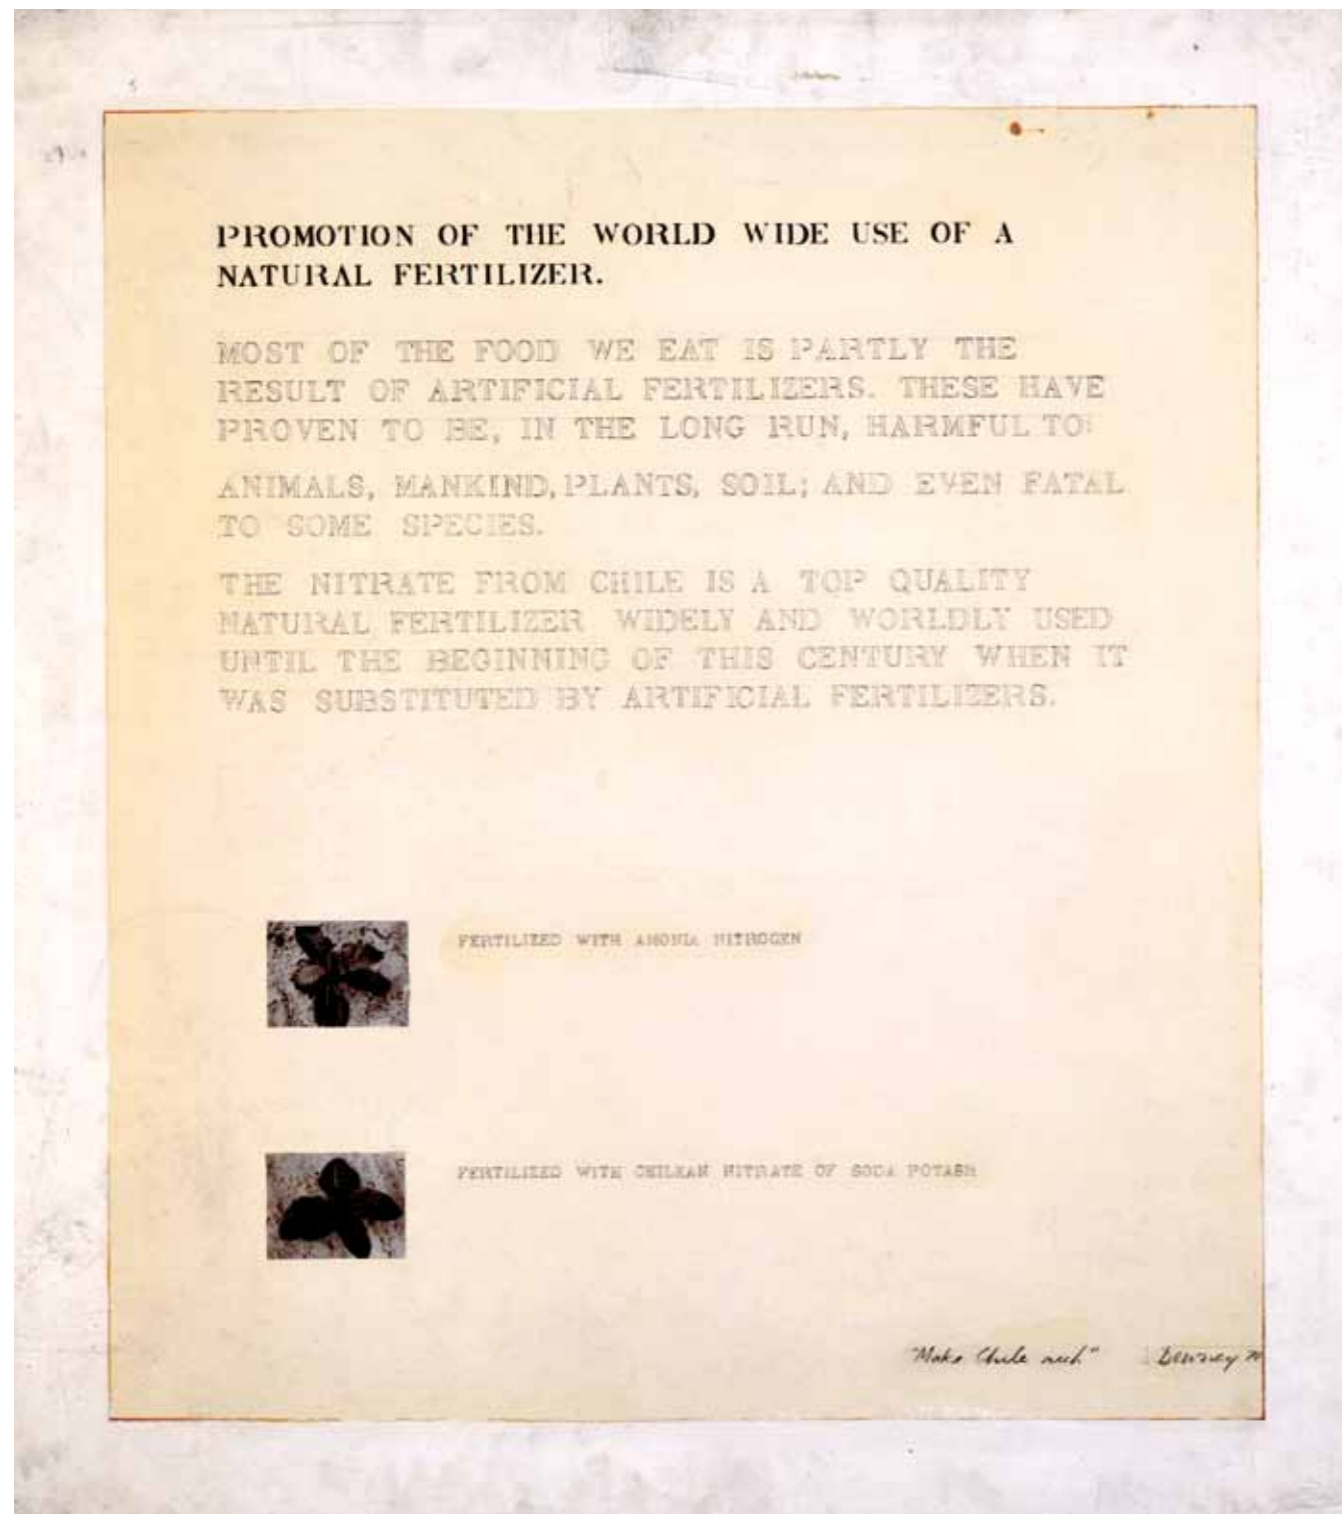 PROMOTION OF THE WORLD WIDE USE OF A
NATURAL FERTILIZER.
MOST OF THE FOOD WE EAT IS PARTLY THE
RESULT OF ARTIFICIAL FERTILIZERS. THESE HAVE
PROVEN TO BE, IN THE LONG RUN, HARMFUL TO:
ANIMALS, MANKIND, PLANTS, SOIL; AND EVEN FATAL
TO SOME SPECIES.
THE NITRATE FROM CHILE IS A TOP QUALITY
NATURAL FERTILIZER WIDELY AND WORLDLY USED
UNTIL THE BEGINNING OF THIS CENTURY WHEN IT
WAS SUBSTITUTED BY ARTIFICIAL FERTILIZERS.
FERTILIZED WITH AMONIA NITROGEN
FERTILIZED WITH CHILEAN NITRATE OF SODA POTASH
"Make Chile rich" Downey